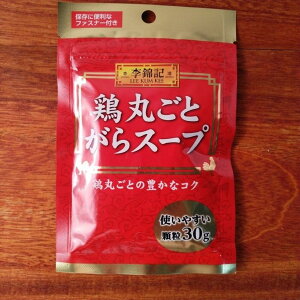 保存に便利な
ファスナー付き
李錦記
LEE KUM KEE
鶏丸ごと
がらスープ
鶏丸ごとの豊かなコク
使いやすい
顆粒30g